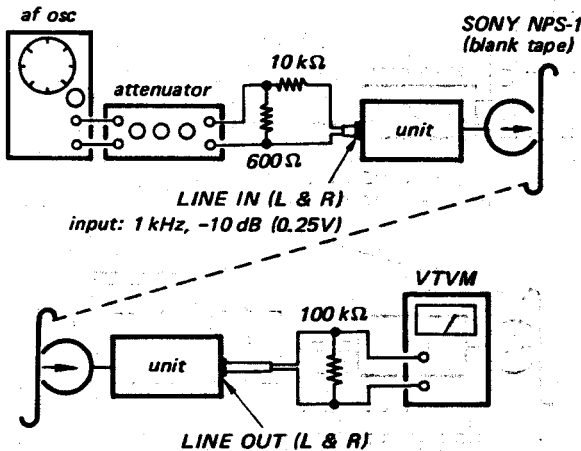 af osc
SONY NPS-1
(blank tape)
10 kΩ
attenuator
unit
600 Ω
LINE IN (L & R)
input: 1 kHz, –10 dB (0.25V)
VTVM
100 kΩ
unit
LINE OUT (L & R)